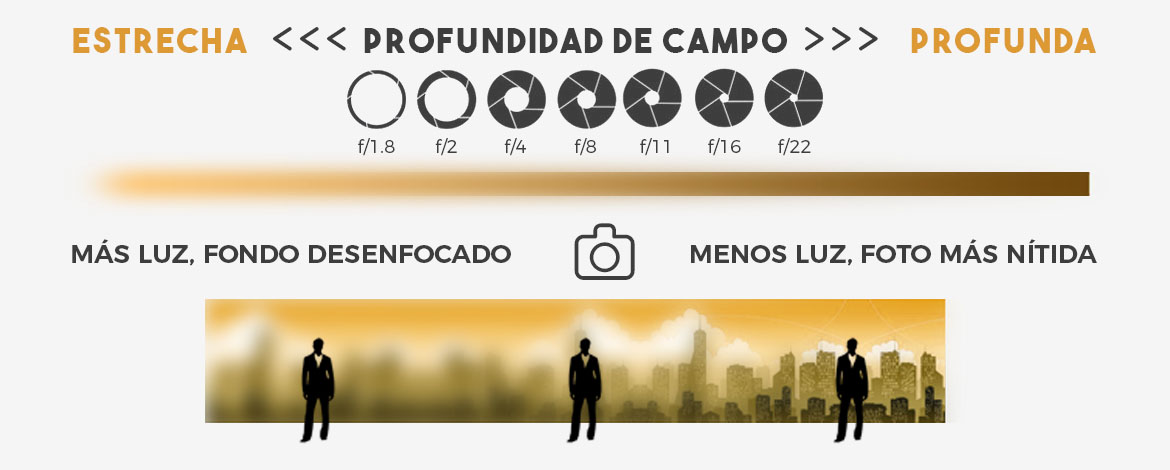 ESTRECHA <<< PROFUNDIDAD DE CAMPO >>> PROFUNDA
f/1.8 f/2 f/4 f/8 f/11 f/16 f/22
MÁS LUZ, FONDO DESENFOCADO MENOS LUZ, FOTO MÁS NÍTIDA